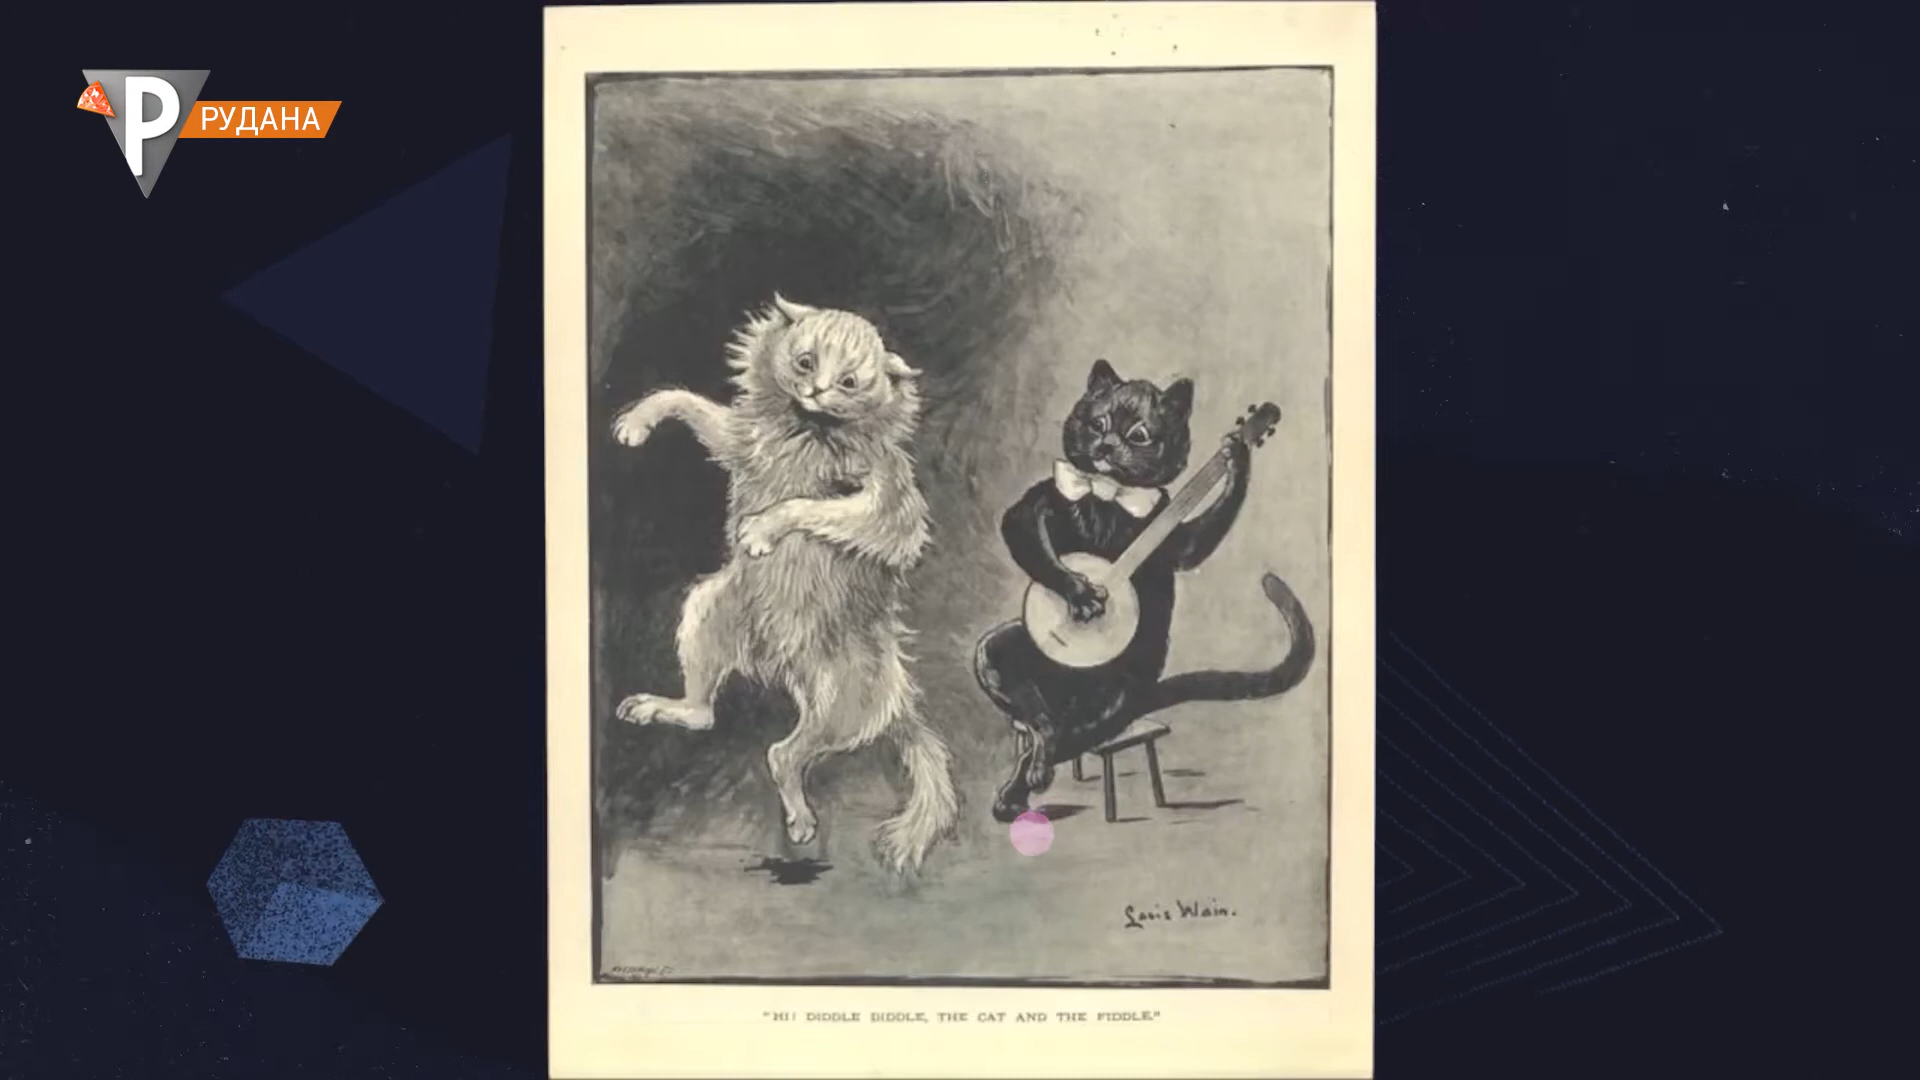 P
РУДАНА
Louis Wain.
"HI! DIDDLE DIDDLE, THE CAT AND THE FIDDLE."